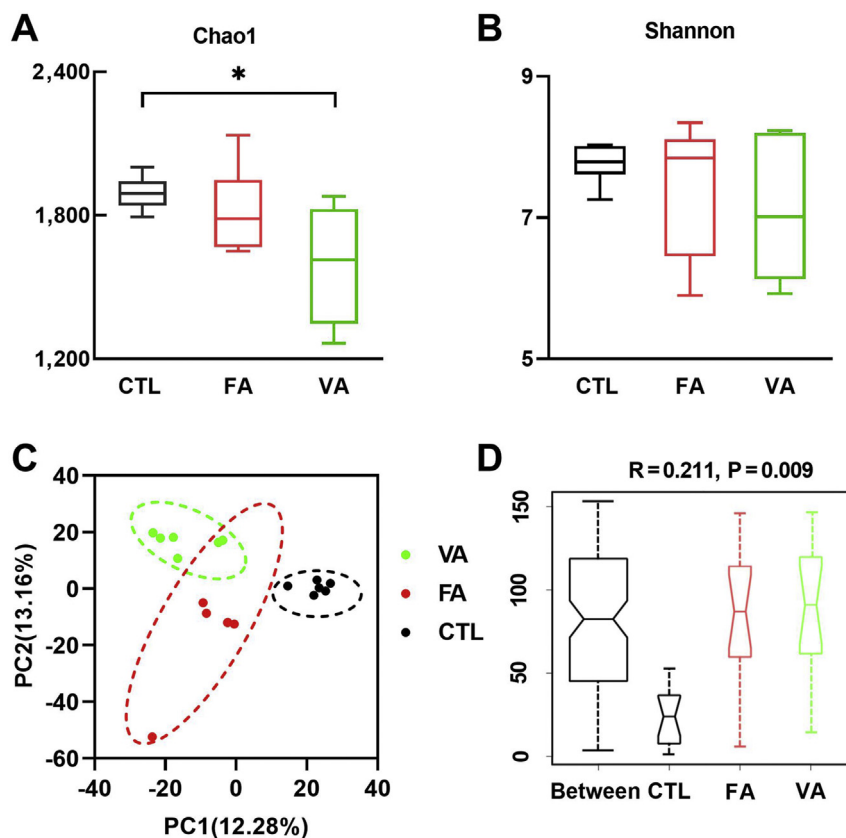 A
Chao1
2,400
1,800
1,200
*
CTL FA VA
B
Shannon
9
7
5
CTL FA VA
C
40
20
0
-20
-40
-60
PC2(13.16%)
-40 -20 0 20 40
PC1(12.28%)
VA
FA
CTL
D
R=0.211, P=0.009
150
100
50
0
Between CTL FA VA